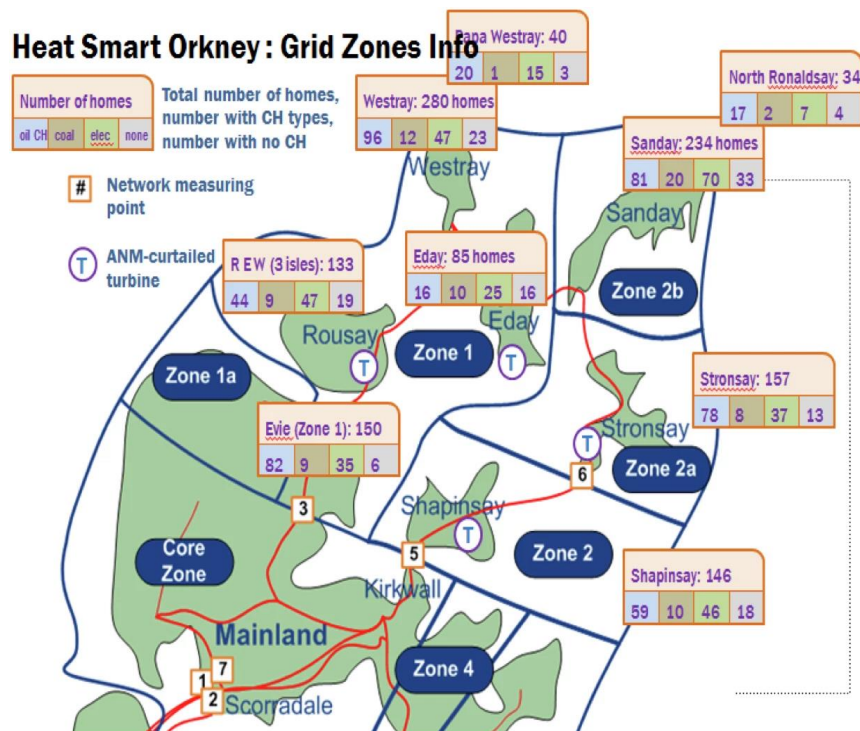 Heat Smart Orkney : Grid Zones Info
Papa Westray: 40
20 1 15 3
Number of homes
oil CH coal elec none
Total number of homes,
number with CH types,
number with no CH
Westray: 280 homes
96 12 47 23
North Ronaldsay: 34
17 2 7 4
Sanday: 234 homes
81 20 70 33
# Network measuring
point
T ANM-curtailed
turbine
Westray
Sanday
R E W (3 isles): 133
44 9 47 19
Eday: 85 homes
16 10 25 16
Zone 2b
Rousay
Eday
Zone 1
T
T
Zone 1a
Stronsay: 157
78 8 37 13
Evie (Zone 1): 150
82 9 35 6
Stronsay
T
Zone 2a
6
Shapinsay
3
T
Core
Zone
5
Zone 2
Kirkwall
Shapinsay: 146
59 10 46 18
Mainland
Zone 4
7
1
2
Scorradale